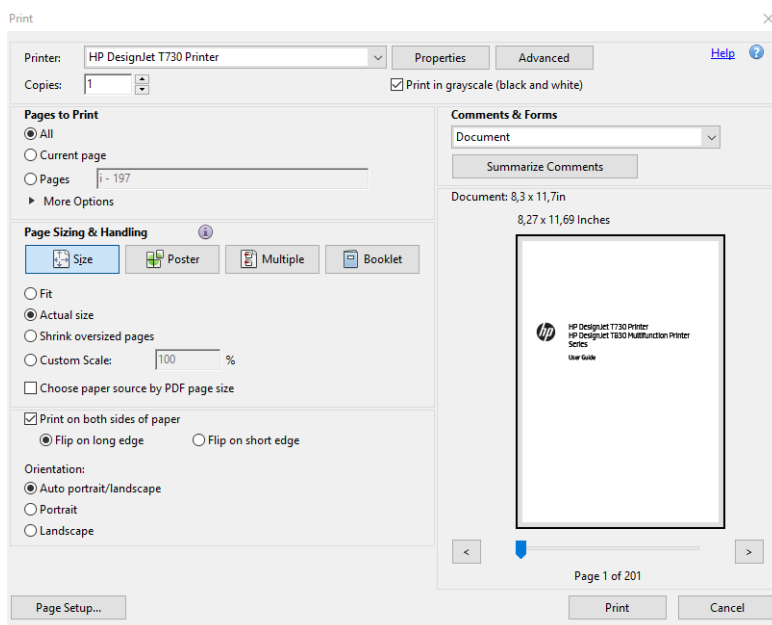 Print
Printer: HP DesignJet T730 Printer Properties Advanced Help
Copies: 1 Print in grayscale (black and white)
Pages to Print
All
Current page
Pages i - 197
More Options
Comments & Forms
Document
Summarize Comments
Page Sizing & Handling
Size Poster Multiple Booklet
Fit
Actual size
Shrink oversized pages
Custom Scale: 100 %
Choose paper source by PDF page size
Print on both sides of paper
Flip on long edge Flip on short edge
Orientation:
Auto portrait/landscape
Portrait
Landscape
Document: 8,3 x 11,7in
8,27 x 11,69 Inches
hp
HP DesignJet T730 Printer
HP DesignJet T830 Multifunction Printer
Series
User Guide
< >
Page 1 of 201
Page Setup... Print Cancel